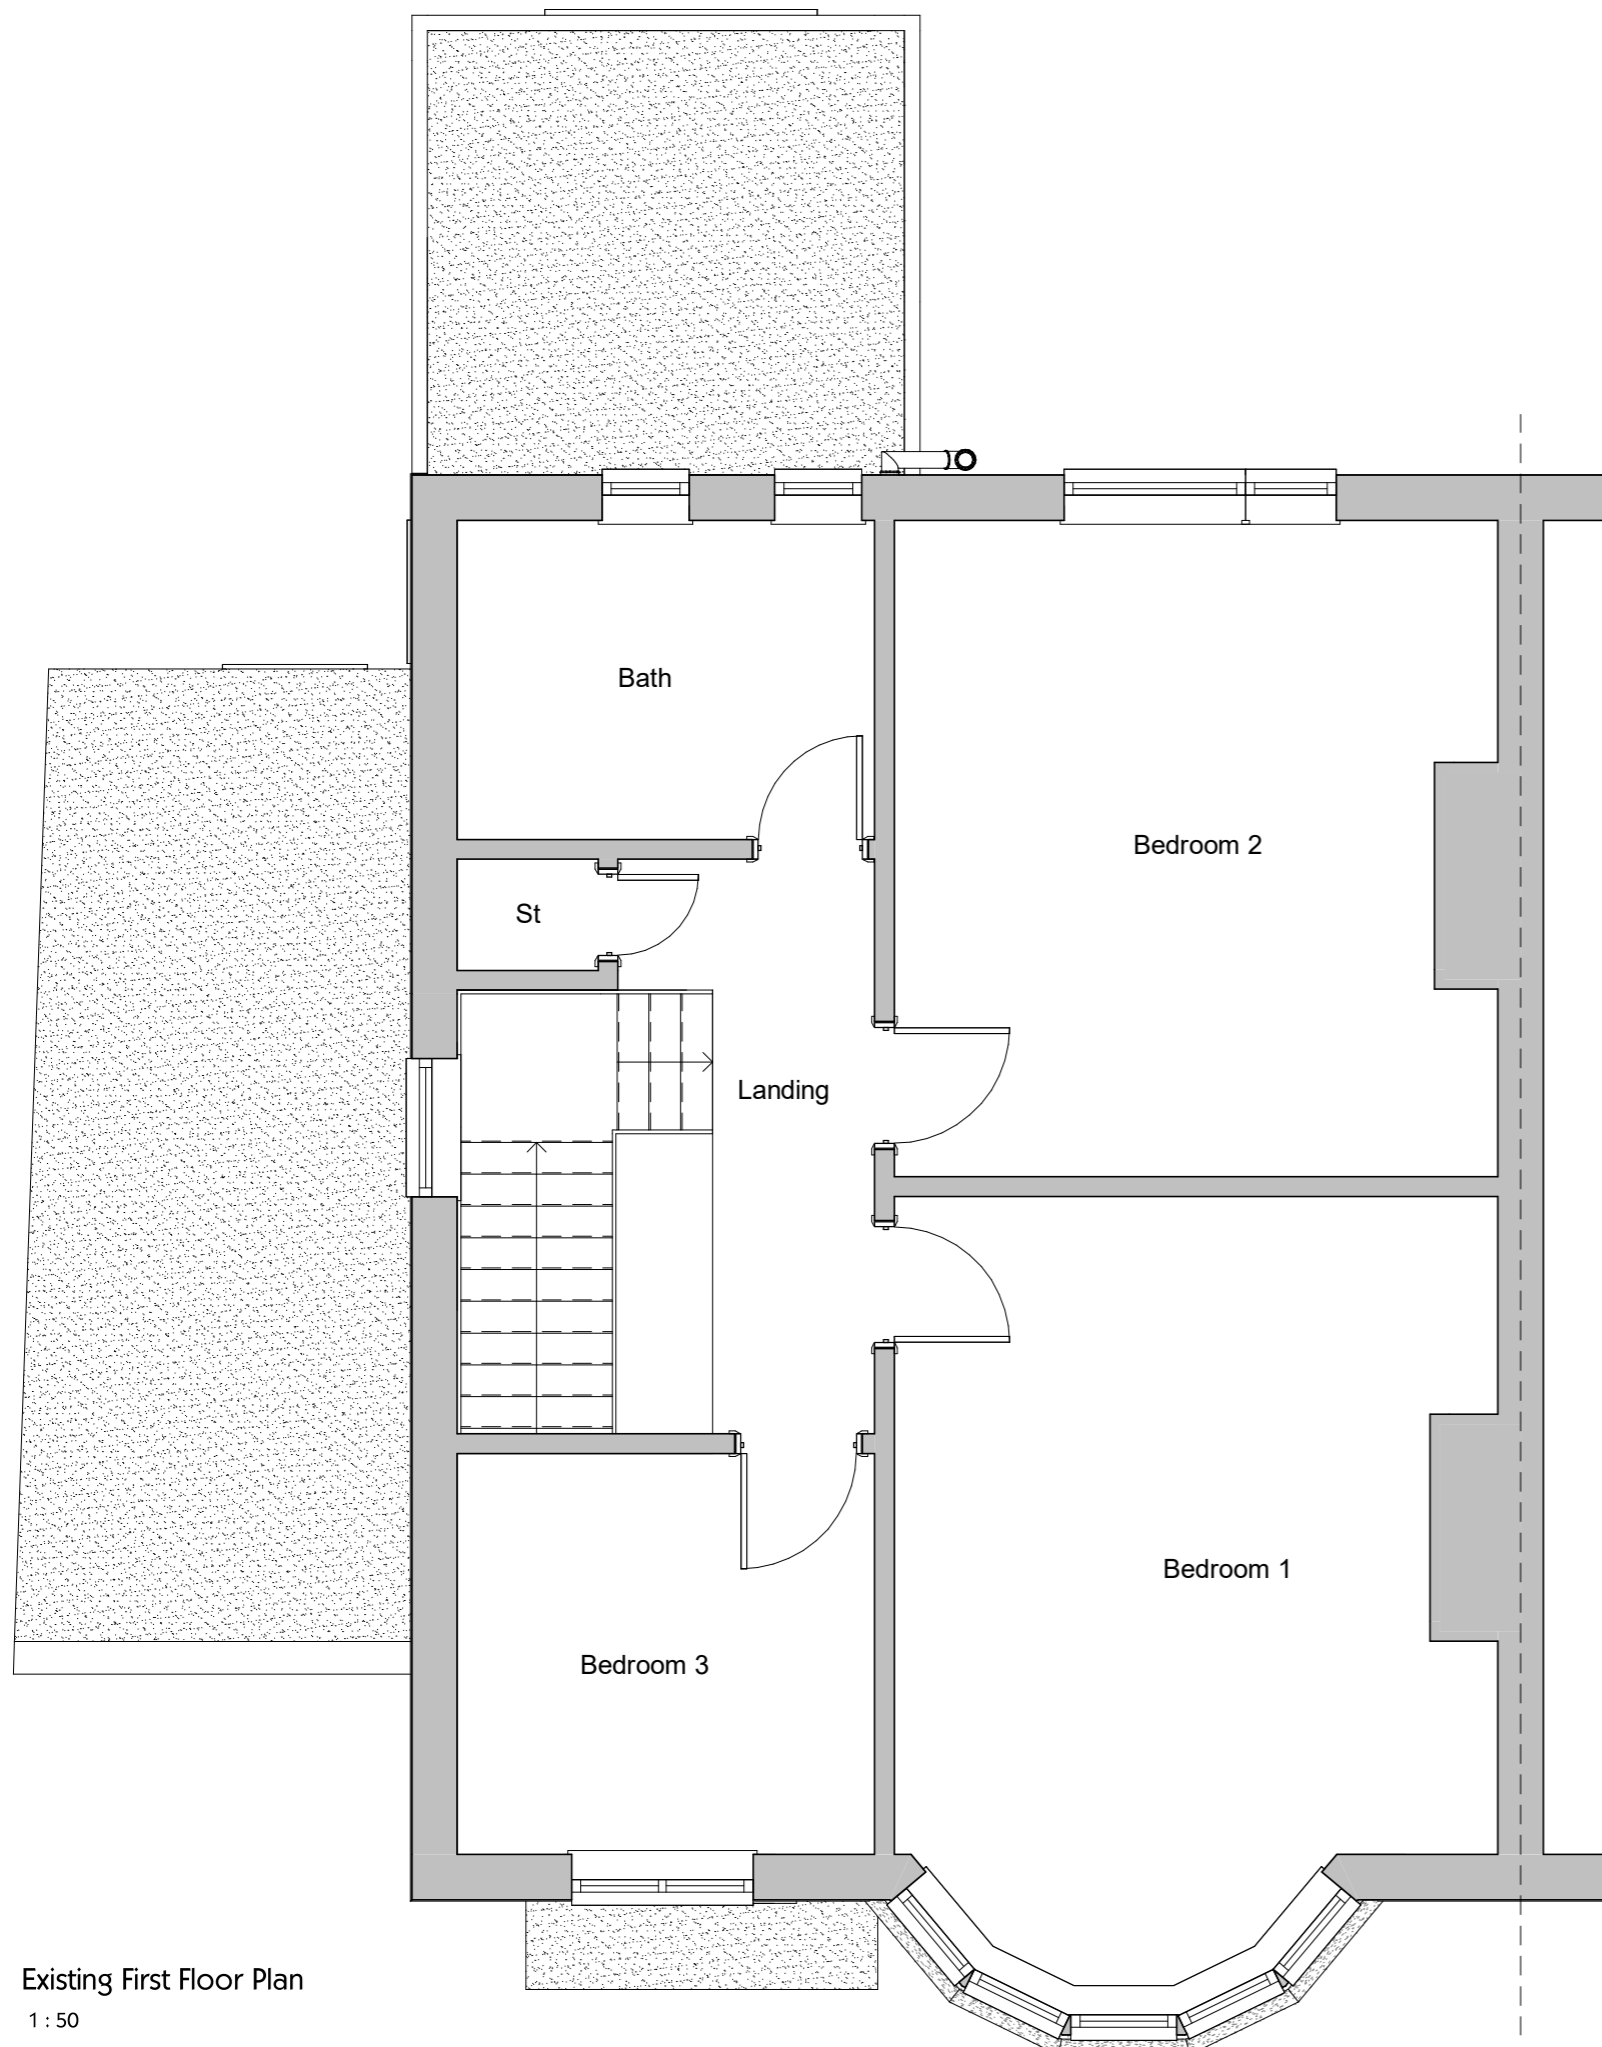 Bath
Bedroom 2
St
Landing
Bedroom 1
Bedroom 3
Existing First Floor Plan
1 : 50